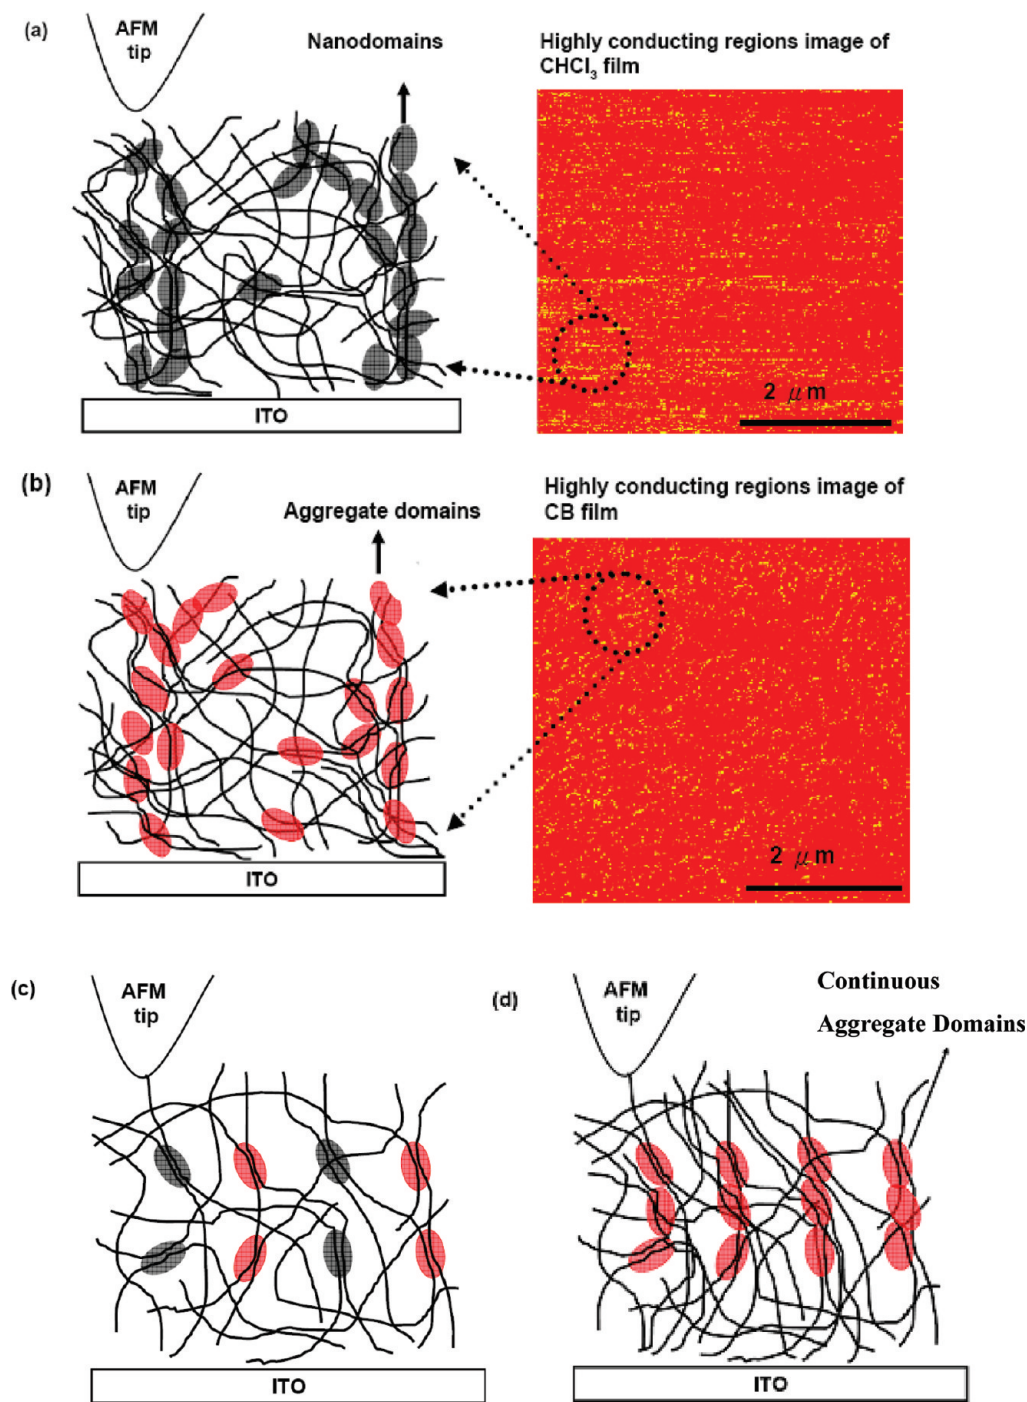 (a)
AFM
tip
Nanodomains
Highly conducting regions image of
CHCl₃ film
2 μm
ITO
(b)
AFM
tip
Aggregate domains
Highly conducting regions image of
CB film
2 μm
ITO
(c)
AFM
tip
ITO
(d)
AFM
tip
Continuous
Aggregate Domains
ITO